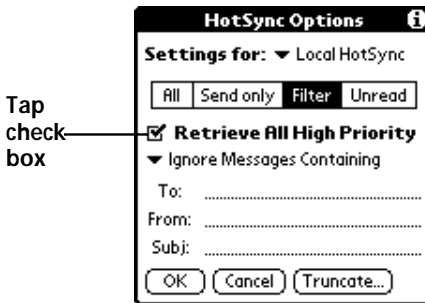 HotSync Options
Settings for: Local HotSync
All Send only Filter Unread
Tap
check
box
Retrieve All High Priority
Ignore Messages Containing
To:
From:
Subj:
OK Cancel Truncate...